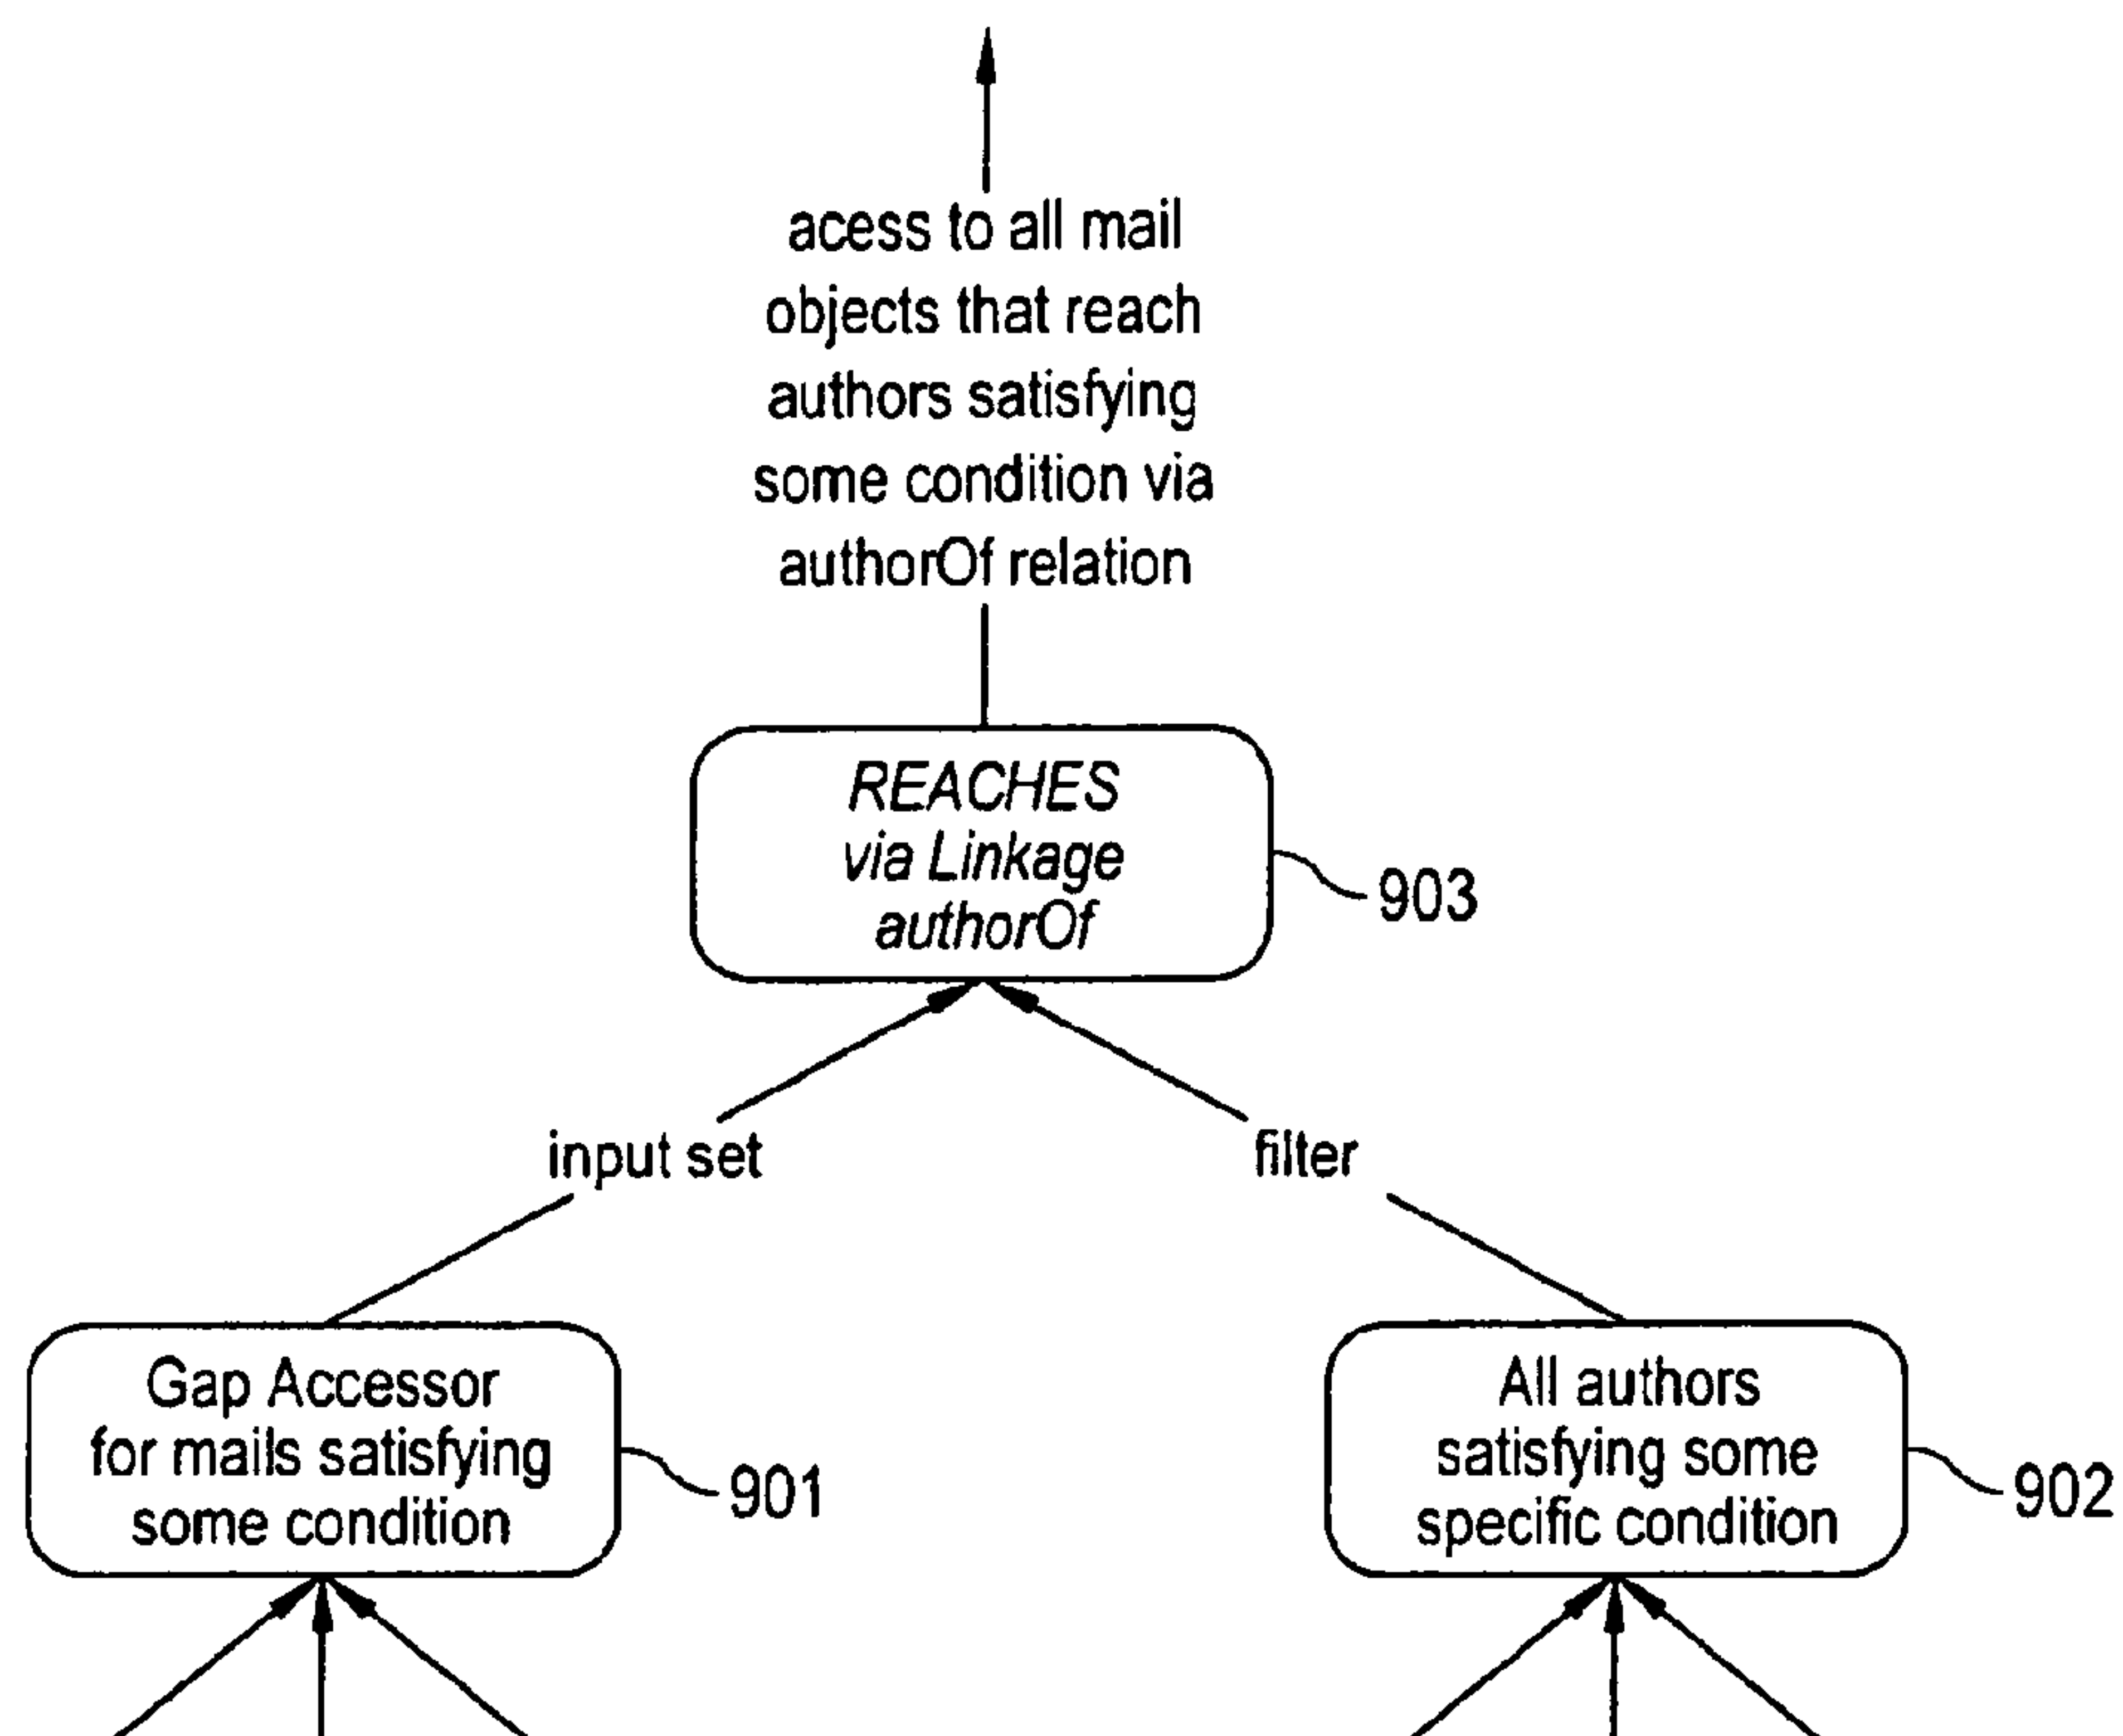 acess to all mail
objects that reach
authors satisfying
some condition via
authorOf relation
REACHES
via Linkage
authorOf
903
input set
filter
Gap Accessor
for mails satisfying
some condition
901
All authors
satisfying some
specific condition
902